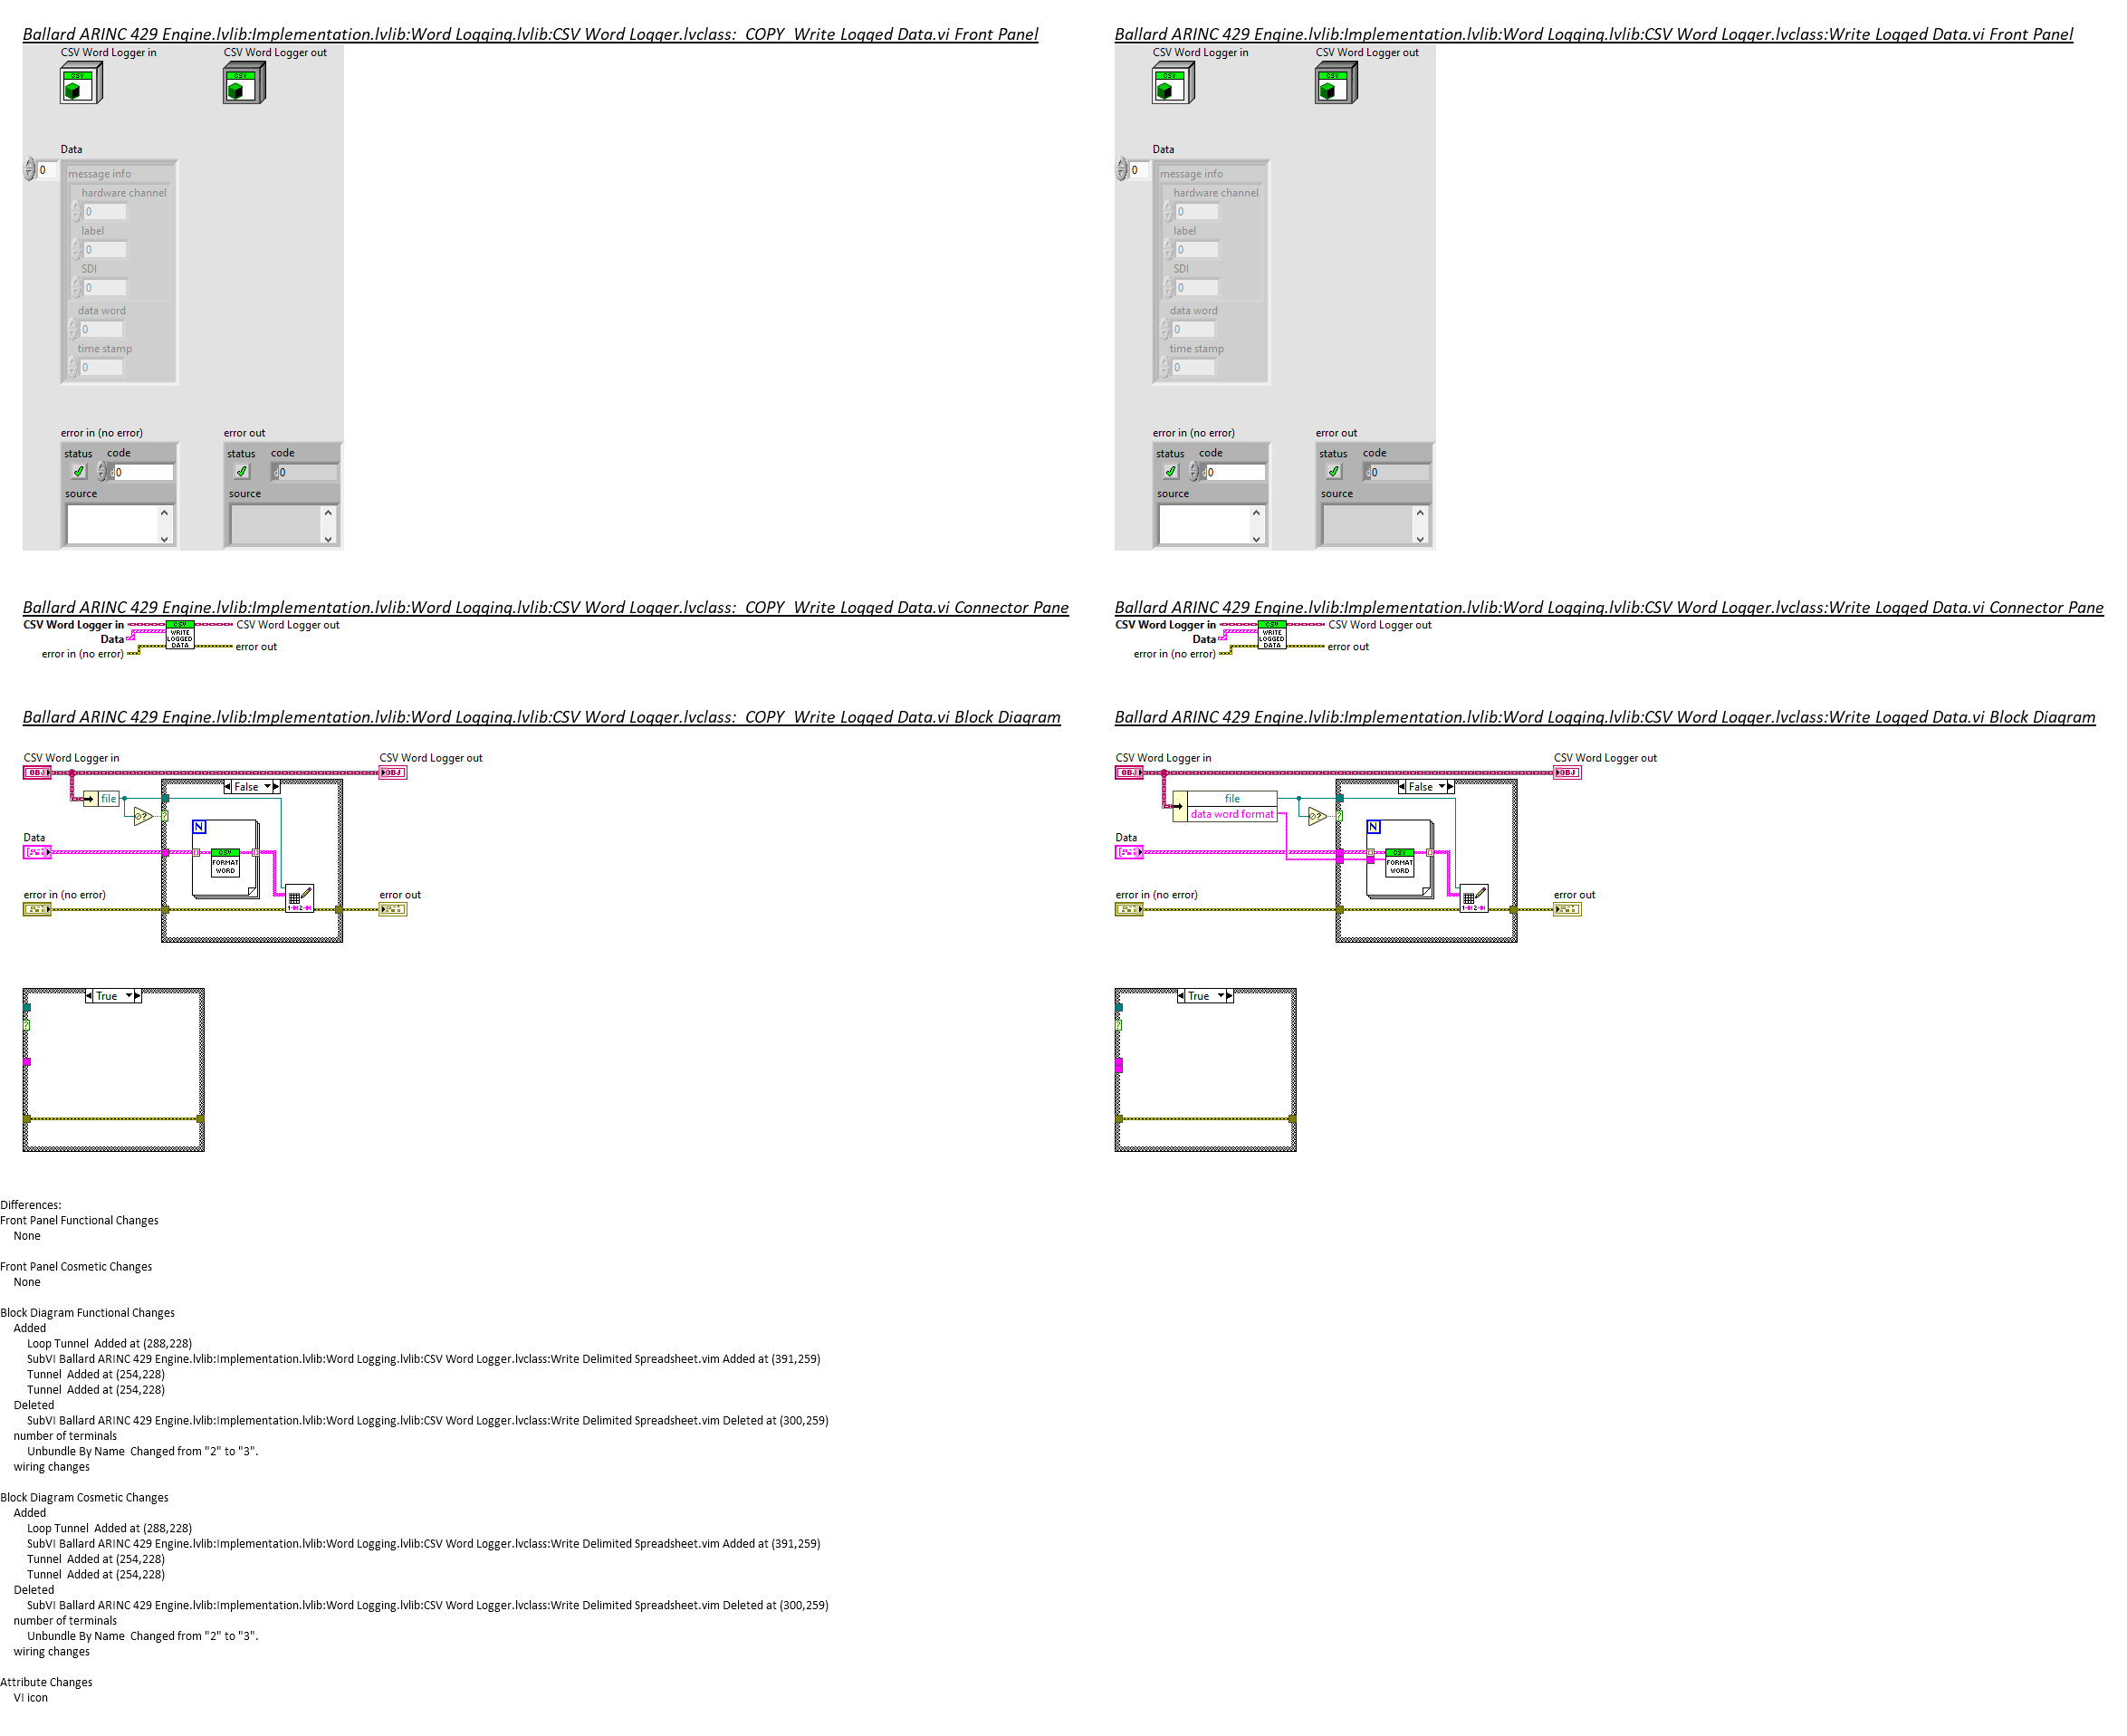 Ballard ARINC 429 Engine.lvlib:Implementation.lvlib:Word Logging.lvlib:CSV Word Logger.lvclass:_COPY_Write Logged Data.vi Front Panel
CSV Word Logger in
CSV Word Logger out
CSV
CSV
Data
0
message info
hardware channel
0
label
0
SDI
0
data word
0
time stamp
0
error in (no error)
error out
status code
status code
0
0
source
source
Ballard ARINC 429 Engine.lvlib:Implementation.lvlib:Word Logging.lvlib:CSV Word Logger.lvclass:Write Logged Data.vi Front Panel
CSV Word Logger in
CSV Word Logger out
CSV
CSV
Data
0
message info
hardware channel
0
label
0
SDI
0
data word
0
time stamp
0
error in (no error)
error out
status code
status code
0
0
source
source
Ballard ARINC 429 Engine.lvlib:Implementation.lvlib:Word Logging.lvlib:CSV Word Logger.lvclass:_COPY_Write Logged Data.vi Connector Pane
CSV Word Logger in
CSV
WRITE
LOGGED
DATA
CSV Word Logger out
Data
error in (no error)
error out
Ballard ARINC 429 Engine.lvlib:Implementation.lvlib:Word Logging.lvlib:CSV Word Logger.lvclass:Write Logged Data.vi Connector Pane
CSV Word Logger in
CSV
WRITE
LOGGED
DATA
CSV Word Logger out
Data
error in (no error)
error out
Ballard ARINC 429 Engine.lvlib:Implementation.lvlib:Word Logging.lvlib:CSV Word Logger.lvclass:_COPY_Write Logged Data.vi Block Diagram
CSV Word Logger in
CSV Word Logger out
OBJ
OBJ
False
file
?
N
Data
CSV
FORMAT
WORD
error in (no error)
error out
True
?
Ballard ARINC 429 Engine.lvlib:Implementation.lvlib:Word Logging.lvlib:CSV Word Logger.lvclass:Write Logged Data.vi Block Diagram
CSV Word Logger in
CSV Word Logger out
OBJ
OBJ
False
file
data word format
?
N
Data
CSV
FORMAT
WORD
error in (no error)
error out
True
?
Differences:
Front Panel Functional Changes
None
Front Panel Cosmetic Changes
None
Block Diagram Functional Changes
Added
Loop Tunnel Added at (288,228)
SubVI Ballard ARINC 429 Engine.lvlib:Implementation.lvlib:Word Logging.lvlib:CSV Word Logger.lvclass:Write Delimited Spreadsheet.vim Added at (391,259)
Tunnel Added at (254,228)
Tunnel Added at (254,228)
Deleted
SubVI Ballard ARINC 429 Engine.lvlib:Implementation.lvlib:Word Logging.lvlib:CSV Word Logger.lvclass:Write Delimited Spreadsheet.vim Deleted at (300,259)
number of terminals
Unbundle By Name Changed from "2" to "3".
wiring changes
Block Diagram Cosmetic Changes
Added
Loop Tunnel Added at (288,228)
SubVI Ballard ARINC 429 Engine.lvlib:Implementation.lvlib:Word Logging.lvlib:CSV Word Logger.lvclass:Write Delimited Spreadsheet.vim Added at (391,259)
Tunnel Added at (254,228)
Tunnel Added at (254,228)
Deleted
SubVI Ballard ARINC 429 Engine.lvlib:Implementation.lvlib:Word Logging.lvlib:CSV Word Logger.lvclass:Write Delimited Spreadsheet.vim Deleted at (300,259)
number of terminals
Unbundle By Name Changed from "2" to "3".
wiring changes
Attribute Changes
VI icon